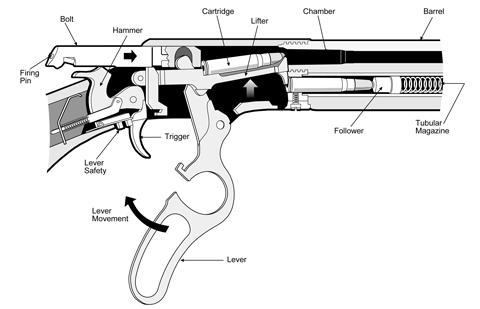 Bolt
Hammer
Cartridge
Lifter
Chamber
Barrel
Firing
Pin
Lever
Safety
Trigger
Follower
Tubular
Magazine
Lever
Movement
Lever